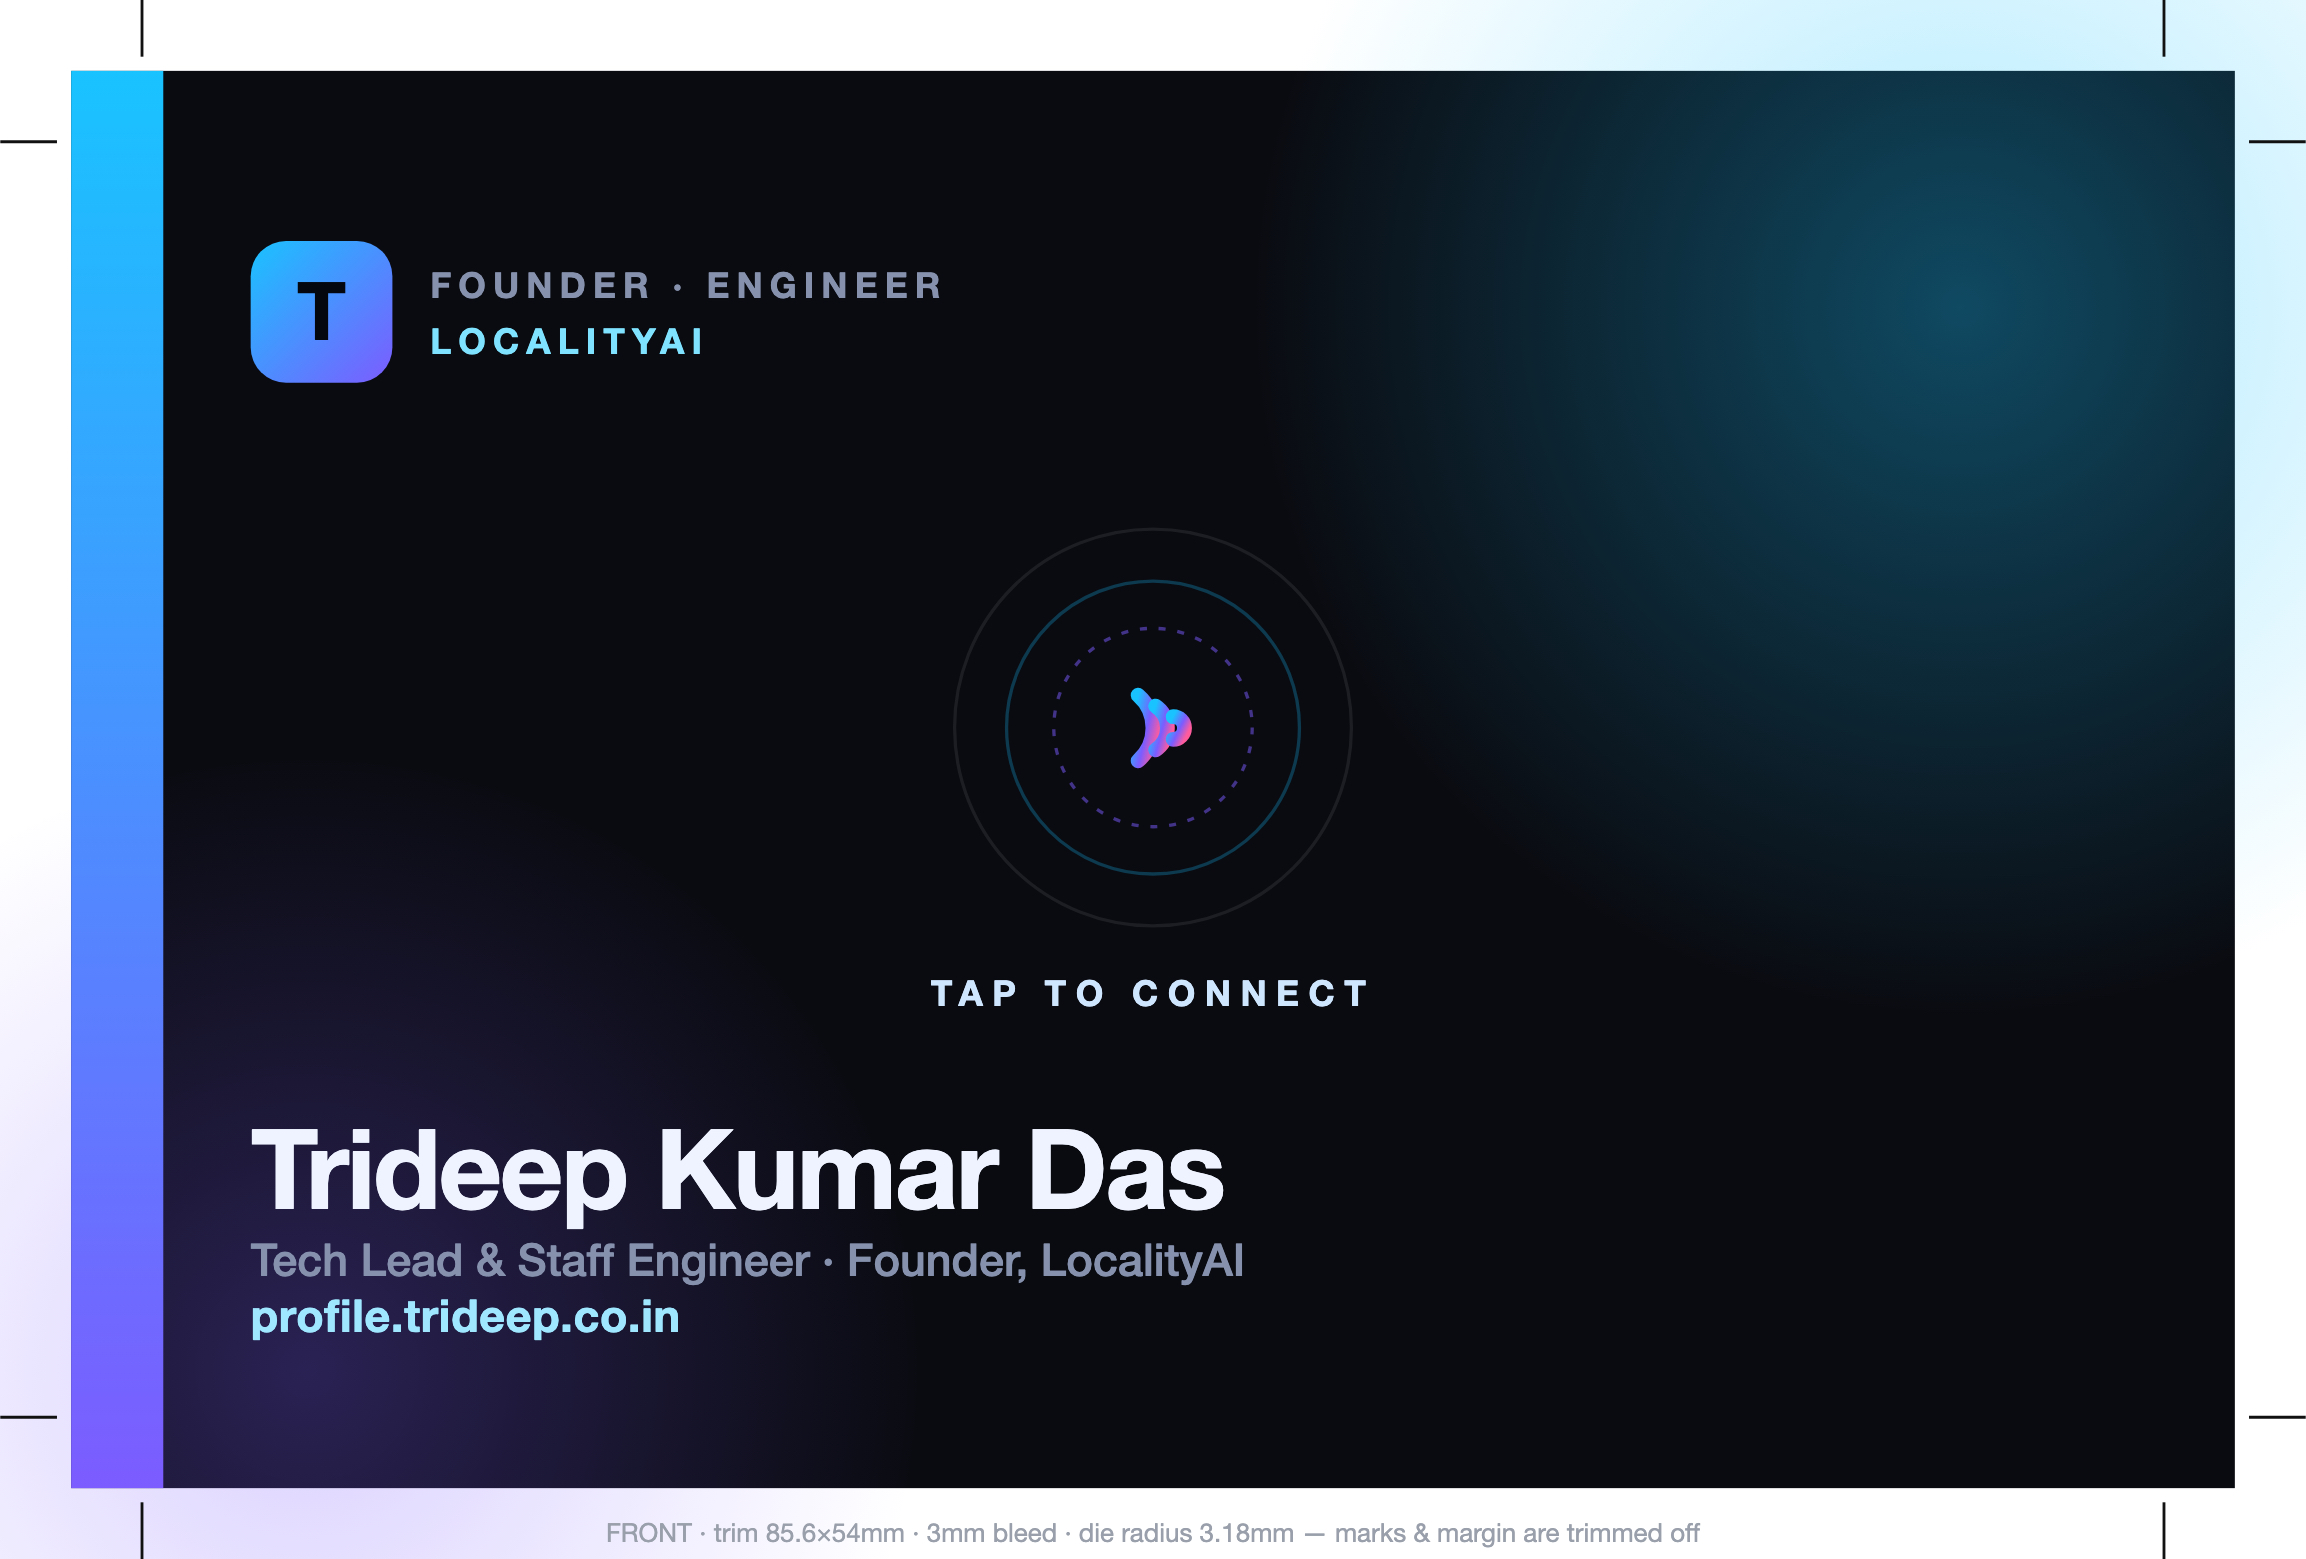 T
FOUNDER · ENGINEER
LOCALITYAI
TAP TO CONNECT
Trideep Kumar Das
Tech Lead & Staff Engineer · Founder, LocalityAI
profile.trideep.co.in
FRONT · trim 85.6×54mm · 3mm bleed · die radius 3.18mm — marks & margin are trimmed off